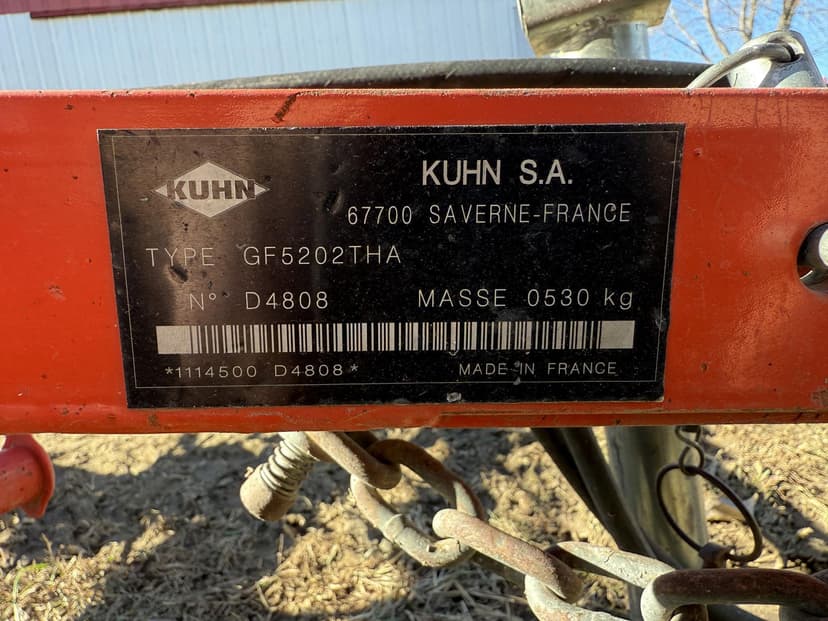 KUHN
KUHN S.A.
67700 SAVERNE-FRANCE
TYPE GF5202THA
N° D4808 MASSE 0530 kg
*1114500 D4808* MADE IN FRANCE